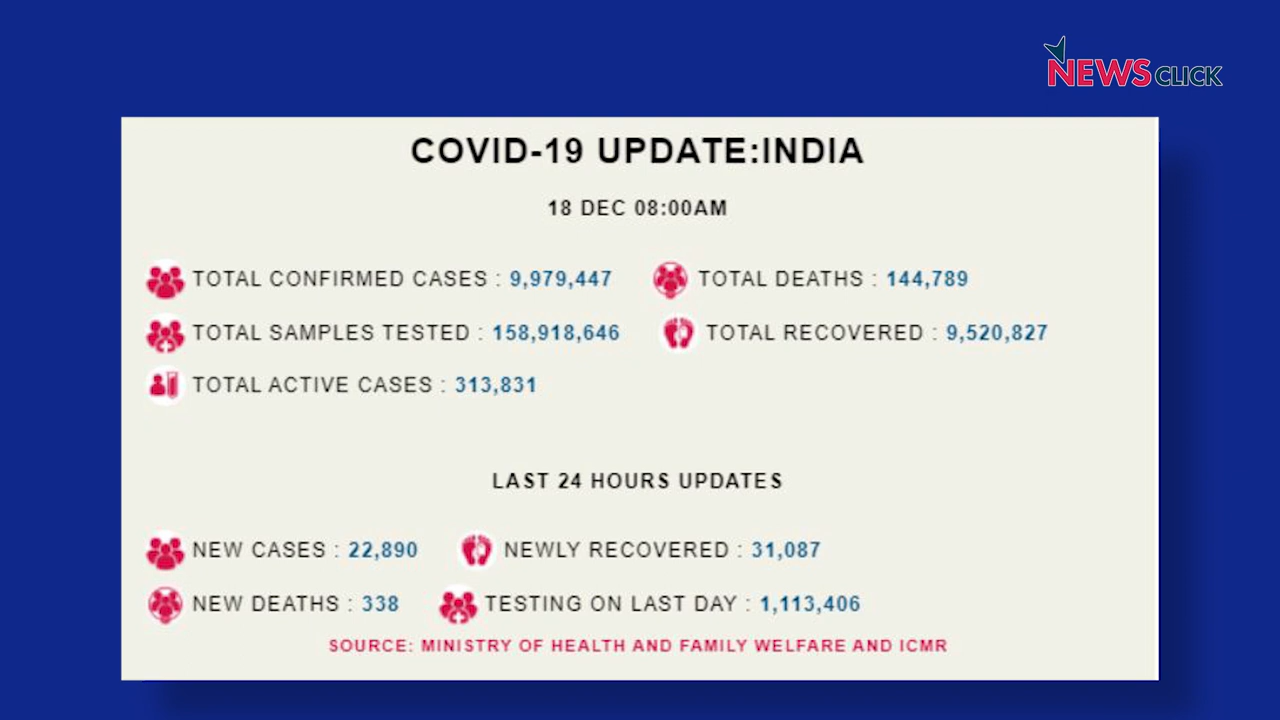 NEWSCLICK
COVID-19 UPDATE:INDIA
18 DEC 08:00AM
TOTAL CONFIRMED CASES : 9,979,447 TOTAL DEATHS : 144,789
TOTAL SAMPLES TESTED : 158,918,646 TOTAL RECOVERED : 9,520,827
TOTAL ACTIVE CASES : 313,831
LAST 24 HOURS UPDATES
NEW CASES : 22,890 NEWLY RECOVERED : 31,087
NEW DEATHS : 338 TESTING ON LAST DAY : 1,113,406
SOURCE: MINISTRY OF HEALTH AND FAMILY WELFARE AND ICMR